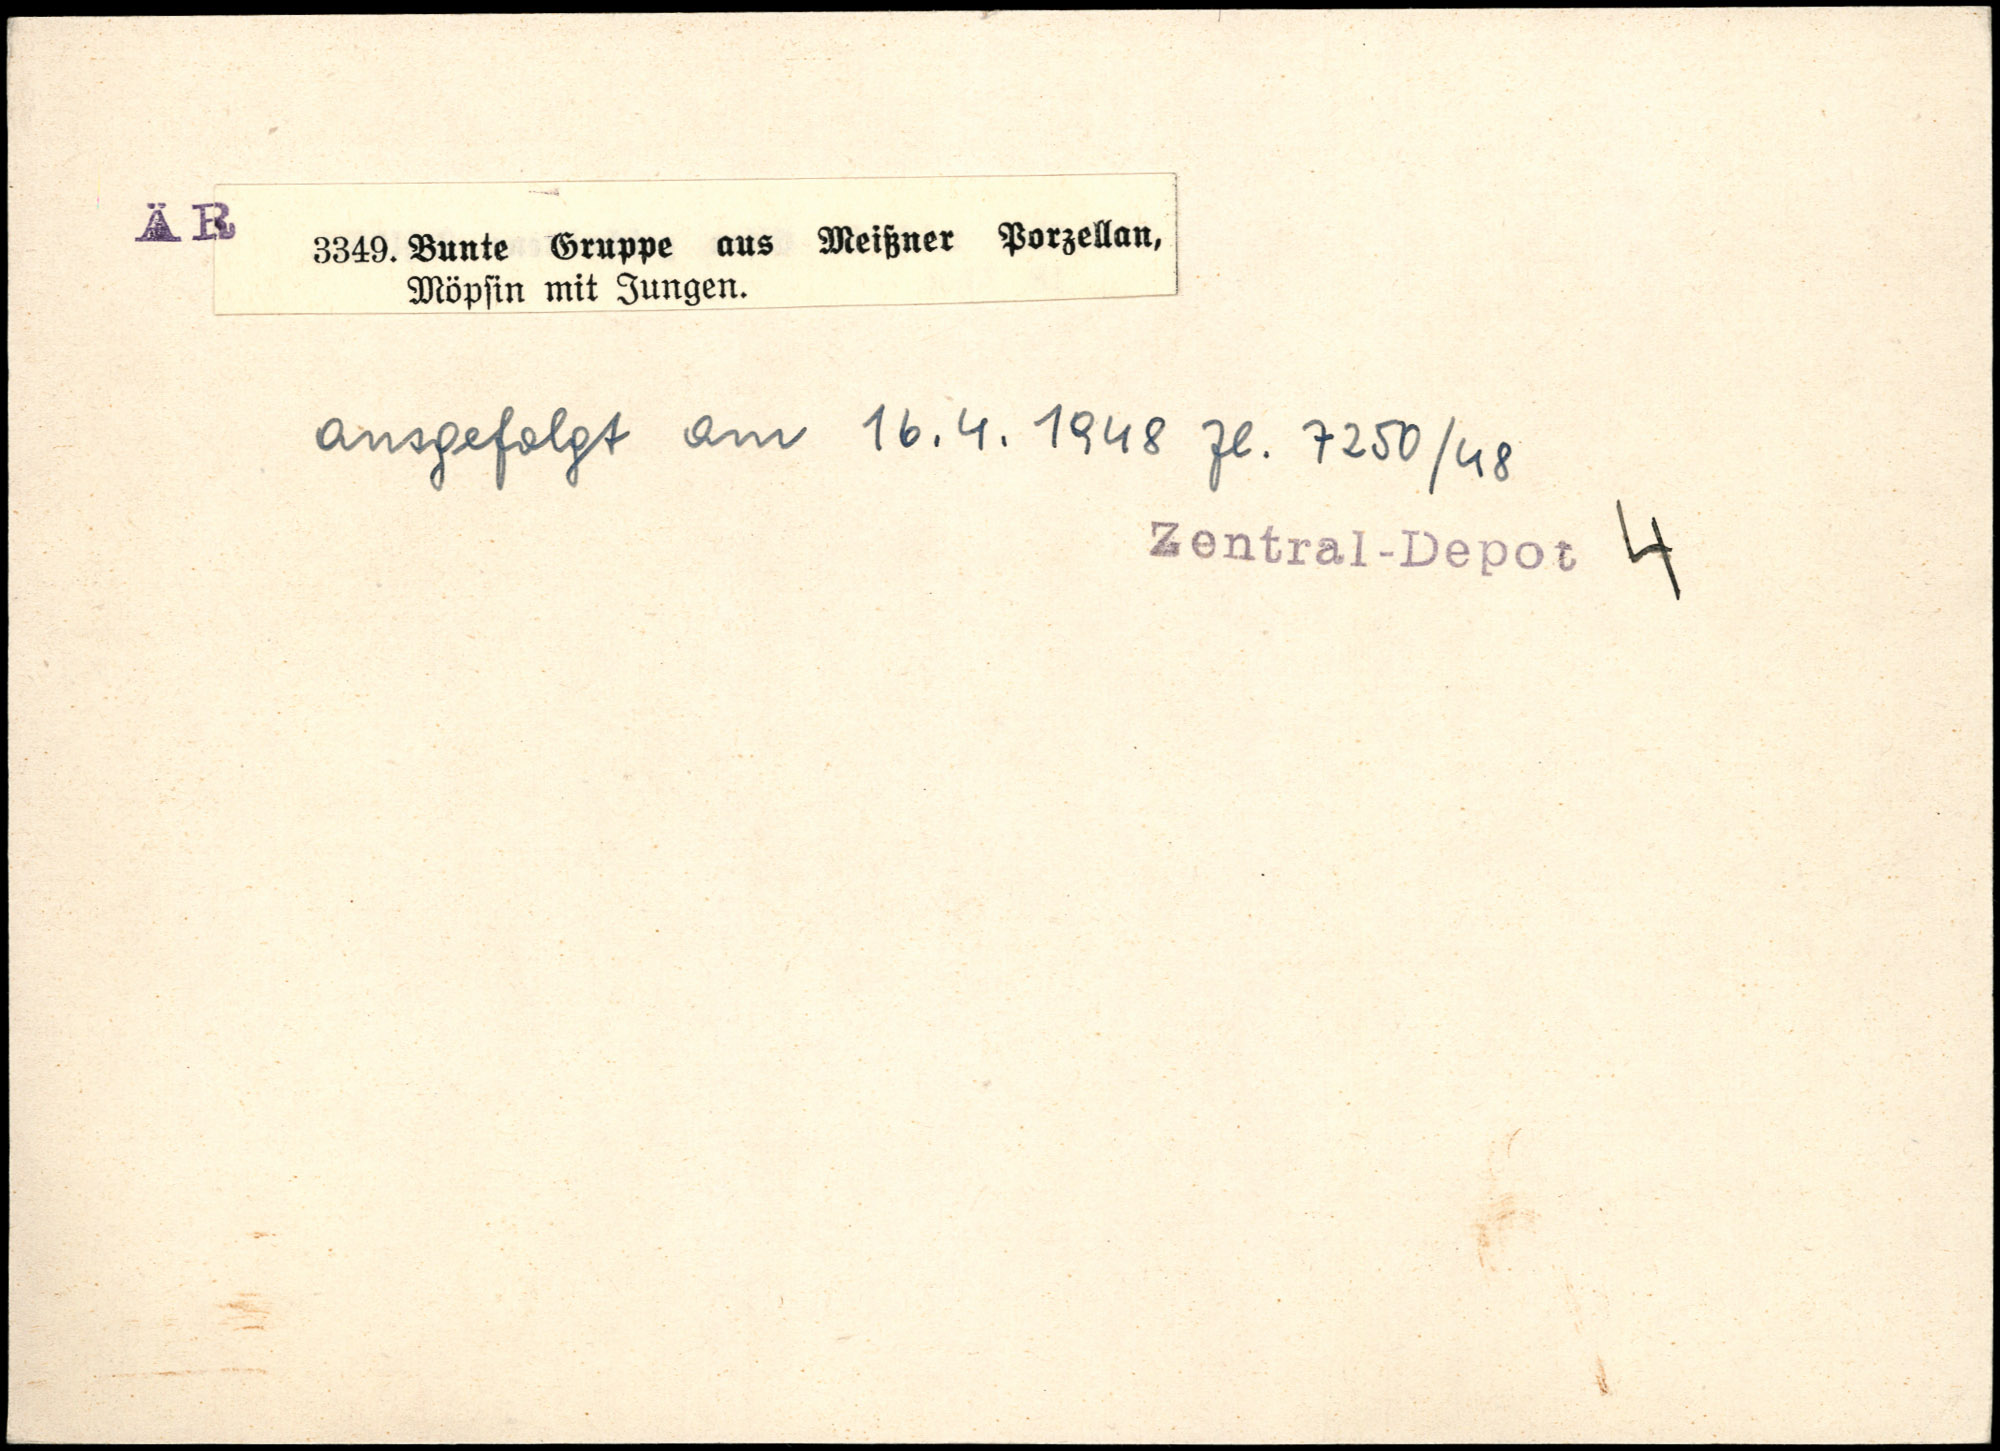 ÄR
3349. Bunte Gruppe aus Meißner Porzellan,
Möpſin mit Jungen.
ausgefolgt am 16.4. 1948 Zl. 7250/48
Zentral-Depot 4